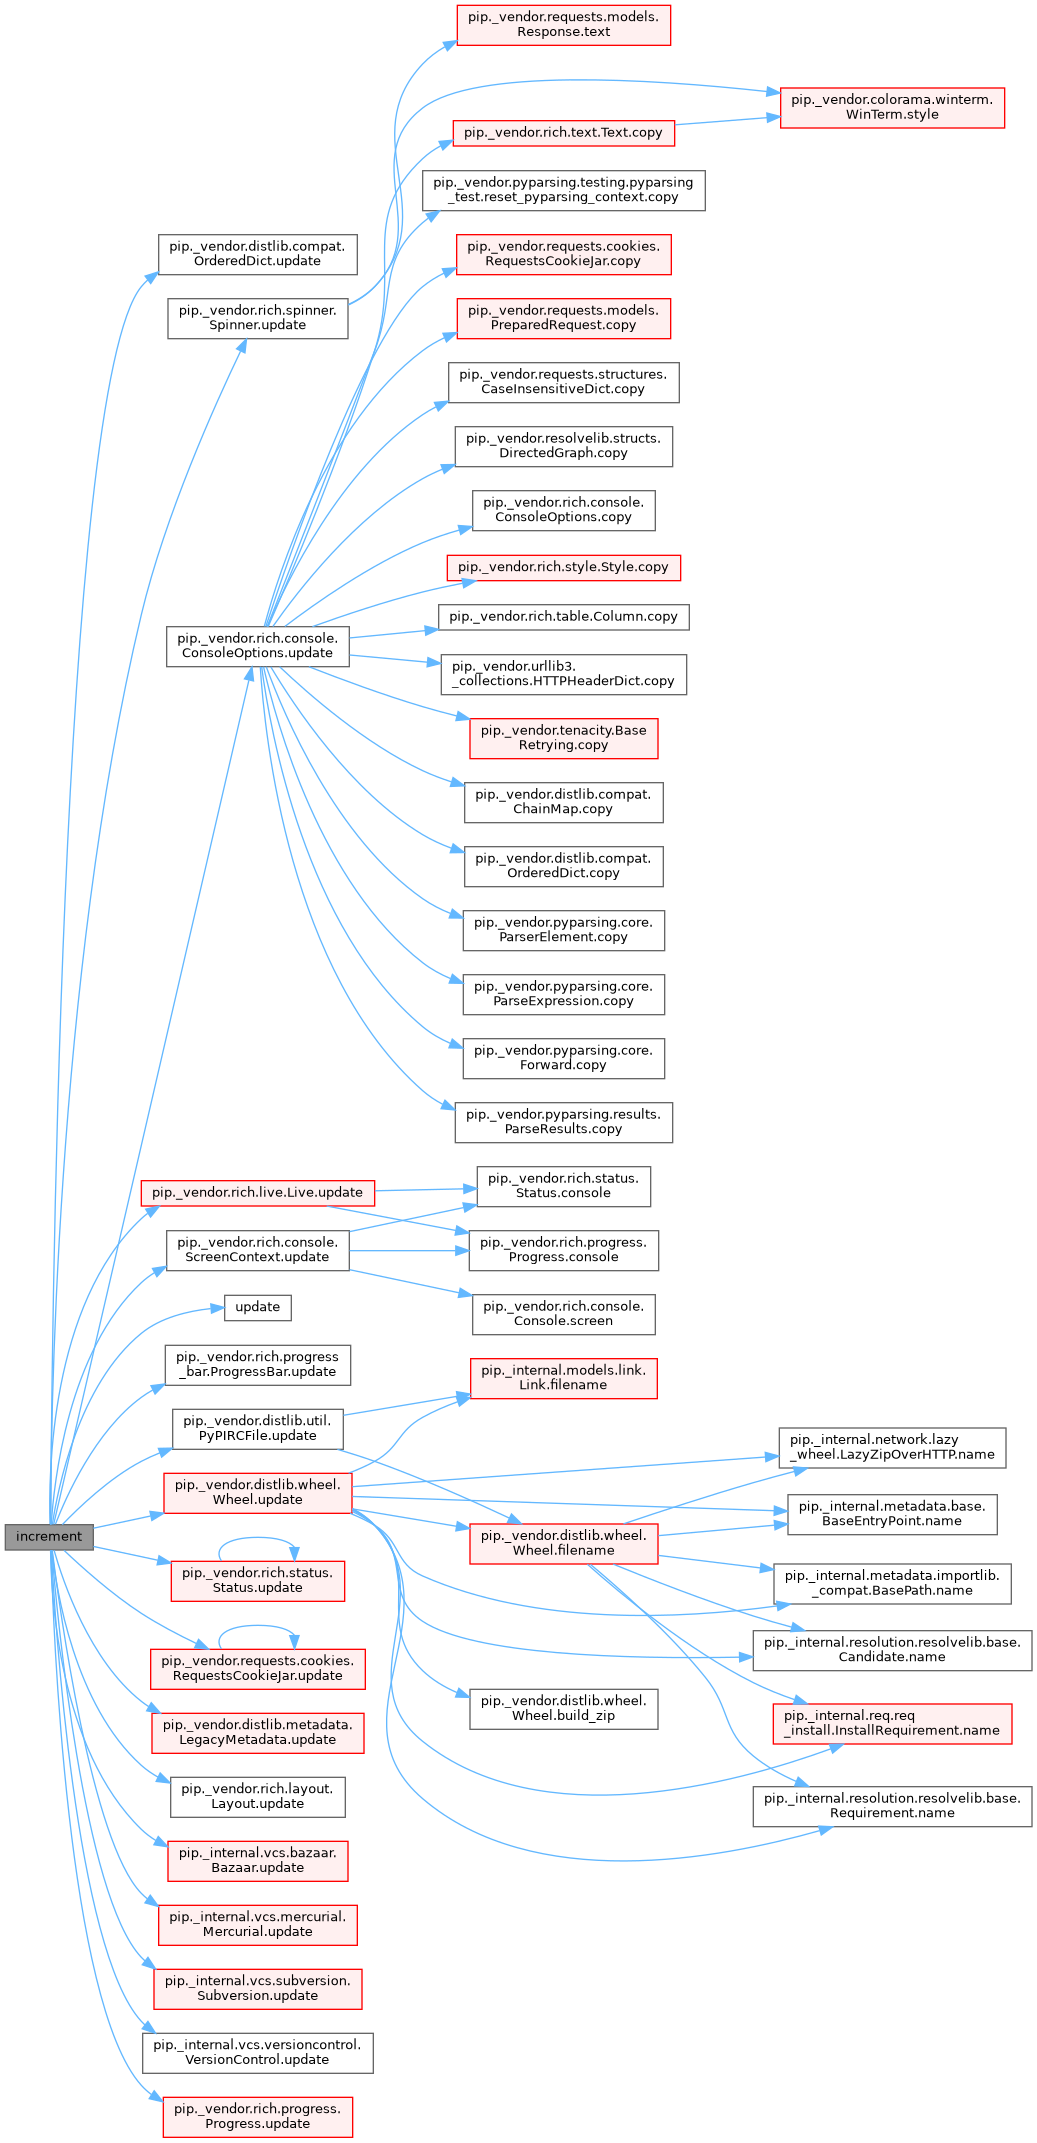 pip._vendor.requests.models.
Response.text
pip._vendor.colorama.winterm.
WinTerm.style
pip._vendor.rich.text.Text.copy
pip._vendor.pyparsing.testing.pyparsing
_test.reset_pyparsing_context.copy
pip._vendor.distlib.compat.
OrderedDict.update
pip._vendor.requests.cookies.
RequestsCookieJar.copy
pip._vendor.rich.spinner.
Spinner.update
pip._vendor.requests.models.
PreparedRequest.copy
pip._vendor.requests.structures.
CaseInsensitiveDict.copy
pip._vendor.resolvelib.structs.
DirectedGraph.copy
pip._vendor.rich.console.
ConsoleOptions.copy
pip._vendor.rich.style.Style.copy
pip._vendor.rich.table.Column.copy
pip._vendor.rich.console.
ConsoleOptions.update
pip._vendor.urllib3.
_collections.HTTPHeaderDict.copy
pip._vendor.tenacity.Base
Retrying.copy
pip._vendor.distlib.compat.
ChainMap.copy
pip._vendor.distlib.compat.
OrderedDict.copy
pip._vendor.pyparsing.core.
ParserElement.copy
pip._vendor.pyparsing.core.
ParseExpression.copy
pip._vendor.pyparsing.core.
Forward.copy
pip._vendor.pyparsing.results.
ParseResults.copy
pip._vendor.rich.live.Live.update
pip._vendor.rich.status.
Status.console
pip._vendor.rich.console.
ScreenContext.update
pip._vendor.rich.progress.
Progress.console
update
pip._vendor.rich.console.
Console.screen
pip._vendor.rich.progress
_bar.ProgressBar.update
pip._internal.models.link.
Link.filename
pip._vendor.distlib.util.
PyPIRCFile.update
pip._internal.network.lazy
_wheel.LazyZipOverHTTP.name
pip._vendor.distlib.wheel.
Wheel.update
pip._internal.metadata.base.
BaseEntryPoint.name
increment
pip._vendor.distlib.wheel.
Wheel.filename
pip._vendor.rich.status.
Status.update
pip._internal.metadata.importlib.
_compat.BasePath.name
pip._internal.resolution.resolvelib.base.
Candidate.name
pip._vendor.requests.cookies.
RequestsCookieJar.update
pip._vendor.distlib.wheel.
Wheel.build_zip
pip._internal.req.req
_install.InstallRequirement.name
pip._vendor.distlib.metadata.
LegacyMetadata.update
pip._vendor.rich.layout.
Layout.update
pip._internal.resolution.resolvelib.base.
Requirement.name
pip._internal.vcs.bazaar.
Bazaar.update
pip._internal.vcs.mercurial.
Mercurial.update
pip._internal.vcs.subversion.
Subversion.update
pip._internal.vcs.versioncontrol.
VersionControl.update
pip._vendor.rich.progress.
Progress.update